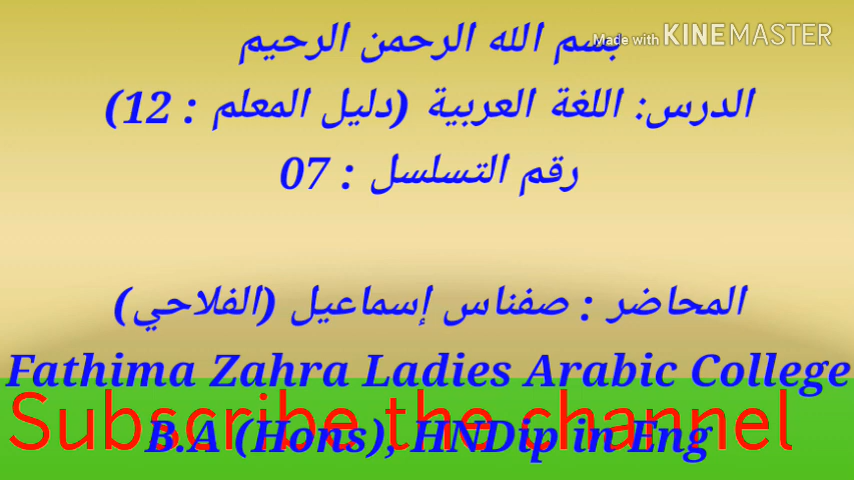 Made with KINEMASTER
بسم الله الرحمن الرحيم
الدرس: اللغة العربية (دليل المعلم : 12)
رقم التسلسل : 07
المحاضر : صفناس إسماعيل (الفلاحي)
Fathima Zahra Ladies Arabic College
Subscribe the channel
B.A (Hons), HNDip in Eng